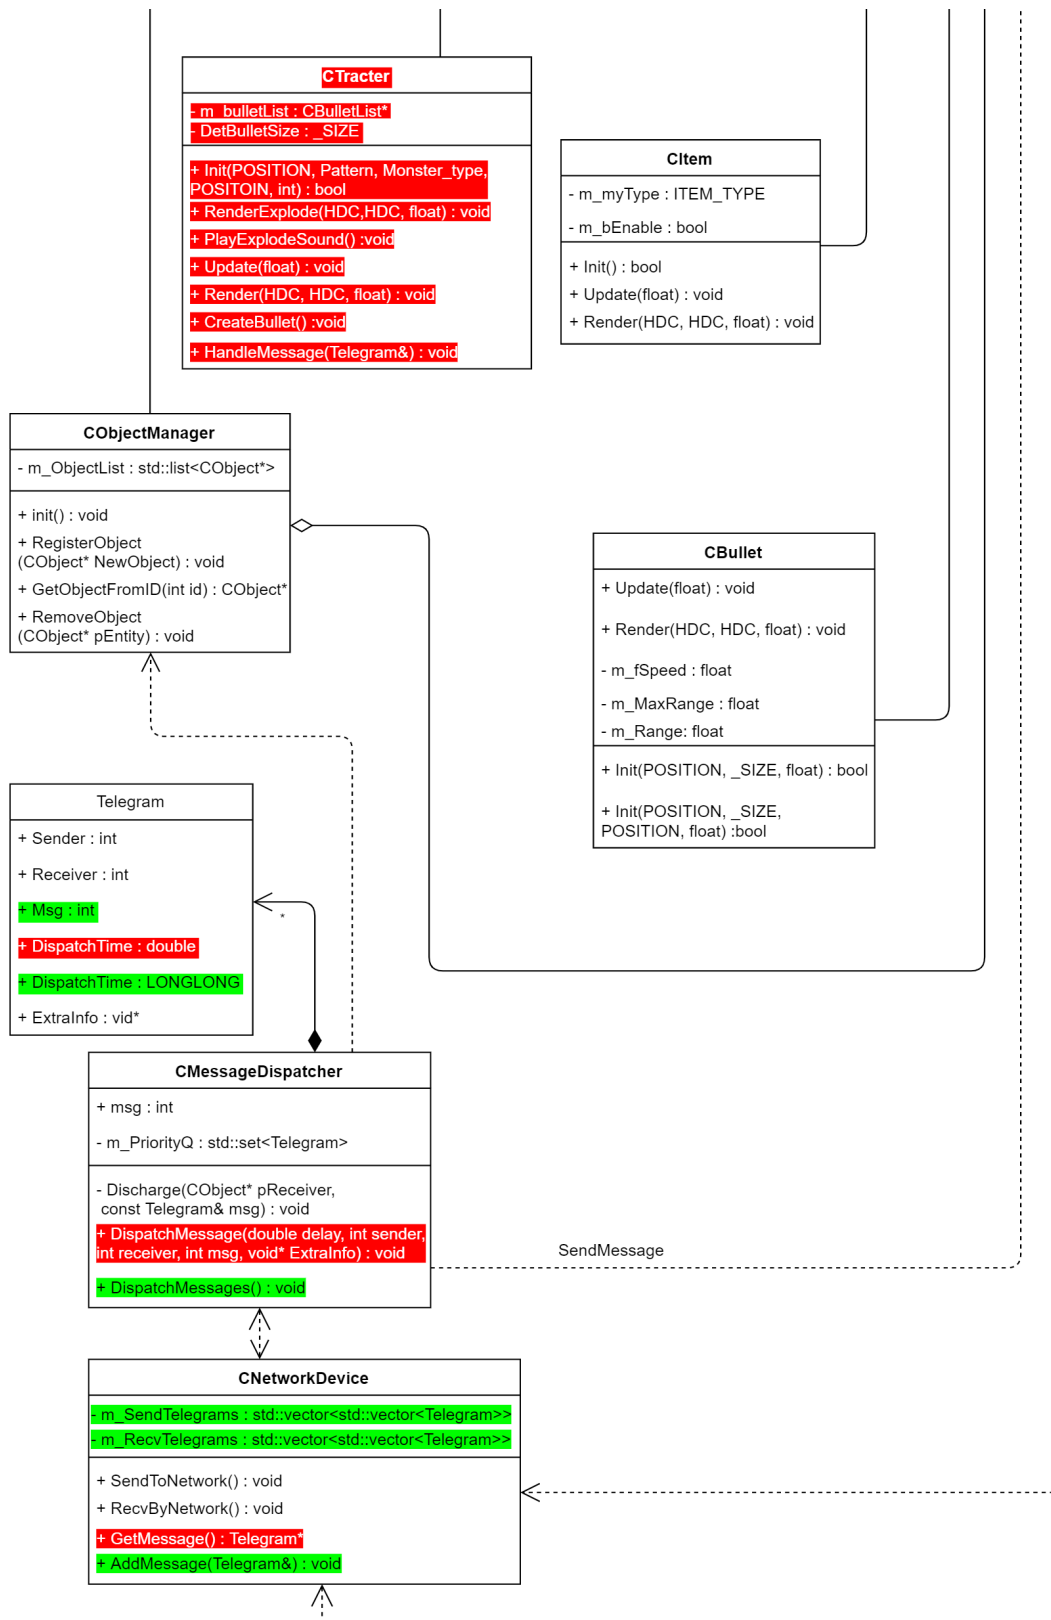 CTracter
- m_bulletList : CBulletList*
- DetBulletSize : _SIZE
+ Init(POSITION, Pattern, Monster_type,
POSITOIN, int) : bool
+ RenderExplode(HDC,HDC, float) : void
+ PlayExplodeSound() :void
+ Update(float) : void
+ Render(HDC, HDC, float) : void
+ CreateBullet() :void
+ HandleMessage(Telegram&) : void
CItem
- m_myType : ITEM_TYPE
- m_bEnable : bool
+ Init() : bool
+ Update(float) : void
+ Render(HDC, HDC, float) : void
CObjectManager
- m_ObjectList : std::list<CObject*>
+ init() : void
+ RegisterObject
(CObject* NewObject) : void
+ GetObjectFromID(int id) : CObject*
+ RemoveObject
(CObject* pEntity) : void
CBullet
+ Update(float) : void
+ Render(HDC, HDC, float) : void
- m_fSpeed : float
- m_MaxRange : float
- m_Range: float
+ Init(POSITION, _SIZE, float) : bool
+ Init(POSITION, _SIZE,
POSITION, float) :bool
Telegram
+ Sender : int
+ Receiver : int
+ Msg : int
+ DispatchTime : double
+ DispatchTime : LONGLONG
+ ExtraInfo : vid*
*
CMessageDispatcher
+ msg : int
- m_PriorityQ : std::set<Telegram>
- Discharge(CObject* pReceiver,
const Telegram& msg) : void
+ DispatchMessage(double delay, int sender,
int receiver, int msg, void* ExtraInfo) : void
+ DispatchMessages() : void
SendMessage
CNetworkDevice
- m_SendTelegrams : std::vector<std::vector<Telegram>>
- m_RecvTelegrams : std::vector<std::vector<Telegram>>
+ SendToNetwork() : void
+ RecvByNetwork() : void
+ GetMessage() : Telegram*
+ AddMessage(Telegram&) : void